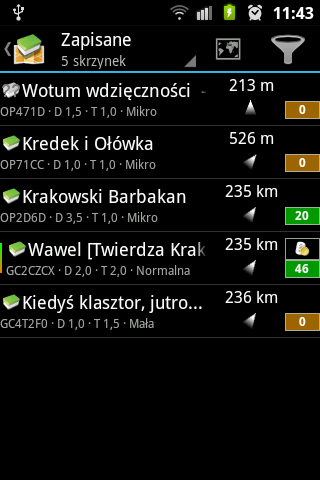 11:43
Zapisane
5 skrzynek
Wotum wdzięczności -
213 m
OP471D · D 1,5 · T 1,0 · Mikro
0
Kredek i Ołówka
526 m
OP71CC · D 1,0 · T 1,0 · Mikro
0
Krakowski Barbakan
235 km
OP2D6D · D 3,5 · T 1,0 · Mikro
20
Wawel [Twierdza Krak
235 km
GC2CZCX · D 2,0 · T 2,0 · Normalna
46
Kiedyś klasztor, jutro...
236 km
GC4T2F0 · D 1,0 · T 1,5 · Mała
0